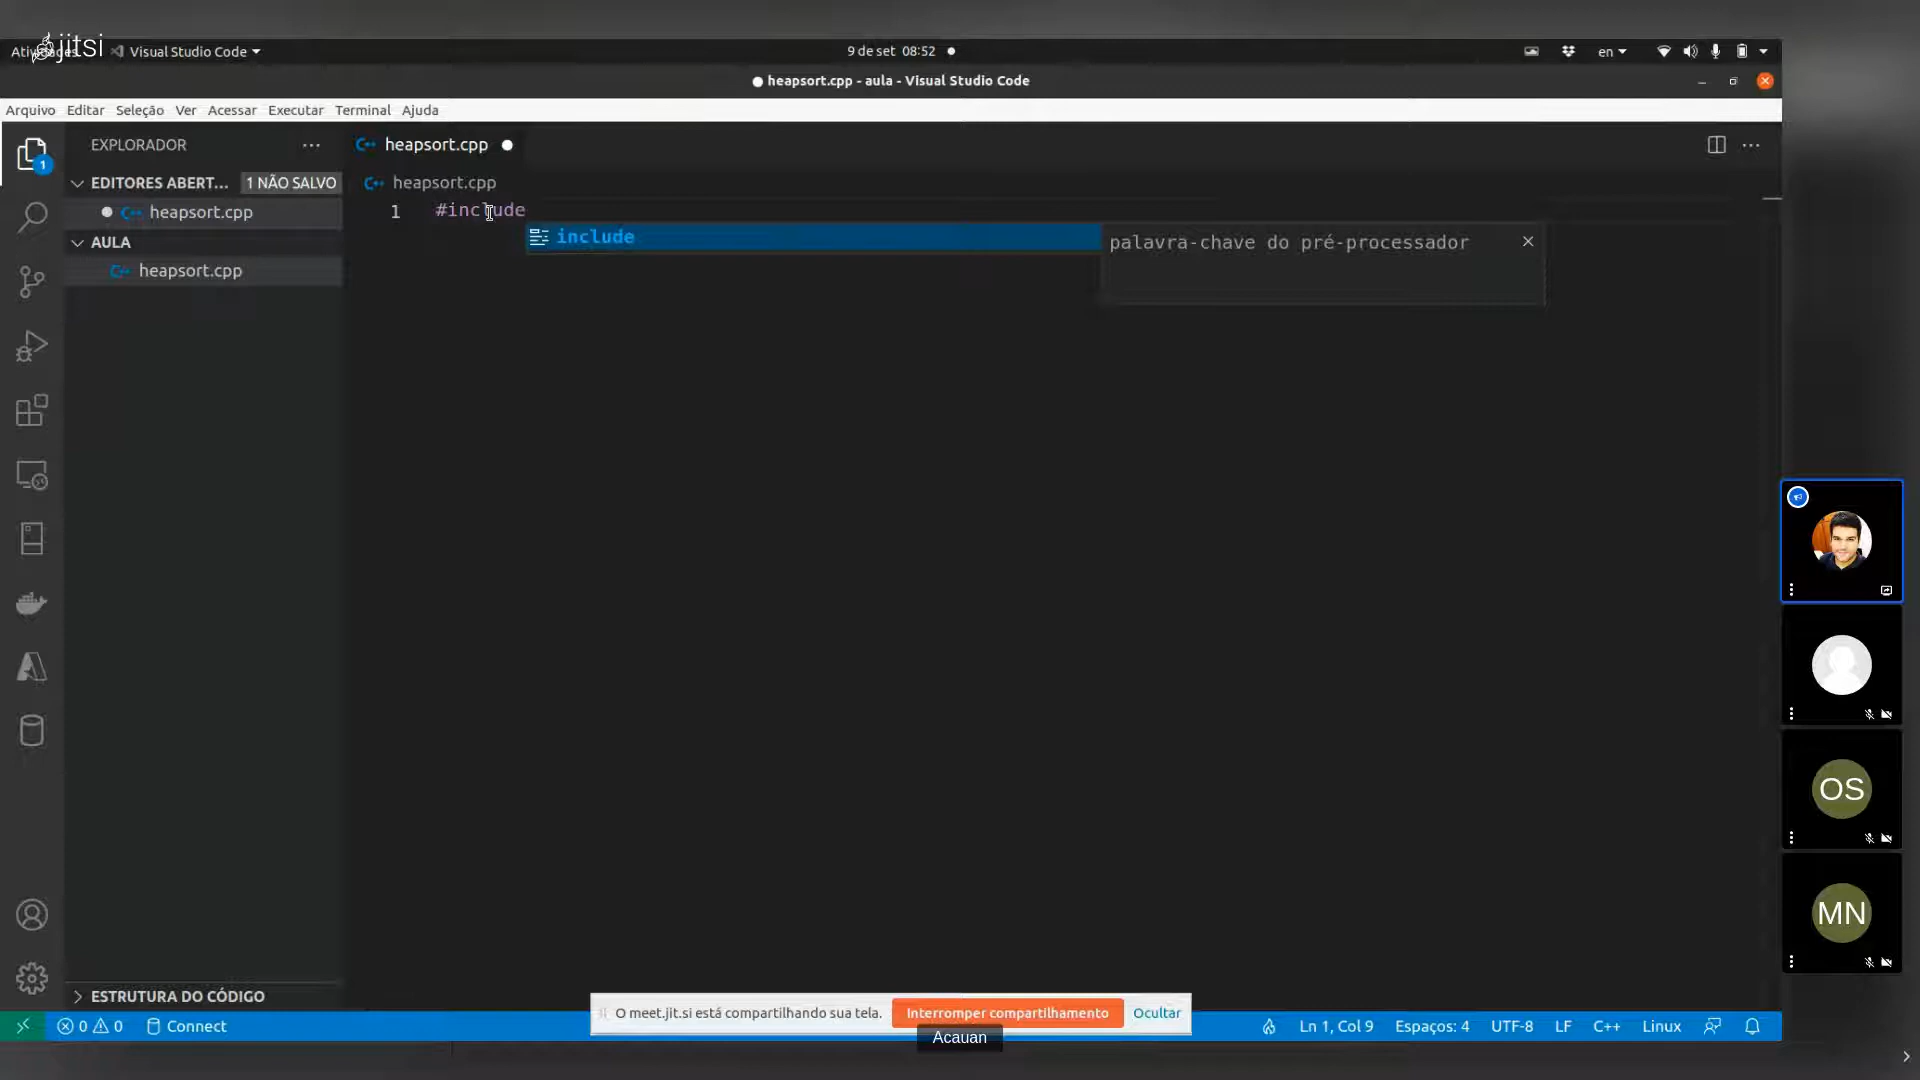 jitsi
Visual Studio Code
9 de set 08:52
en
heapsort.cpp - aula - Visual Studio Code
Arquivo Editar Seleção Ver Acessar Executar Terminal Ajuda
EXPLORADOR
EDITORES ABERT... 1 NÃO SALVO
heapsort.cpp
AULA
heapsort.cpp
ESTRUTURA DO CÓDIGO
1
heapsort.cpp
heapsort.cpp
1 #include
include
palavra-chave do pré-processador
OS
MN
O meet.jit.si está compartilhando sua tela. Interromper compartilhamento Ocultar
0 0 Connect
Ln 1, Col 9 Espaços: 4 UTF-8 LF C++ Linux
Acauan